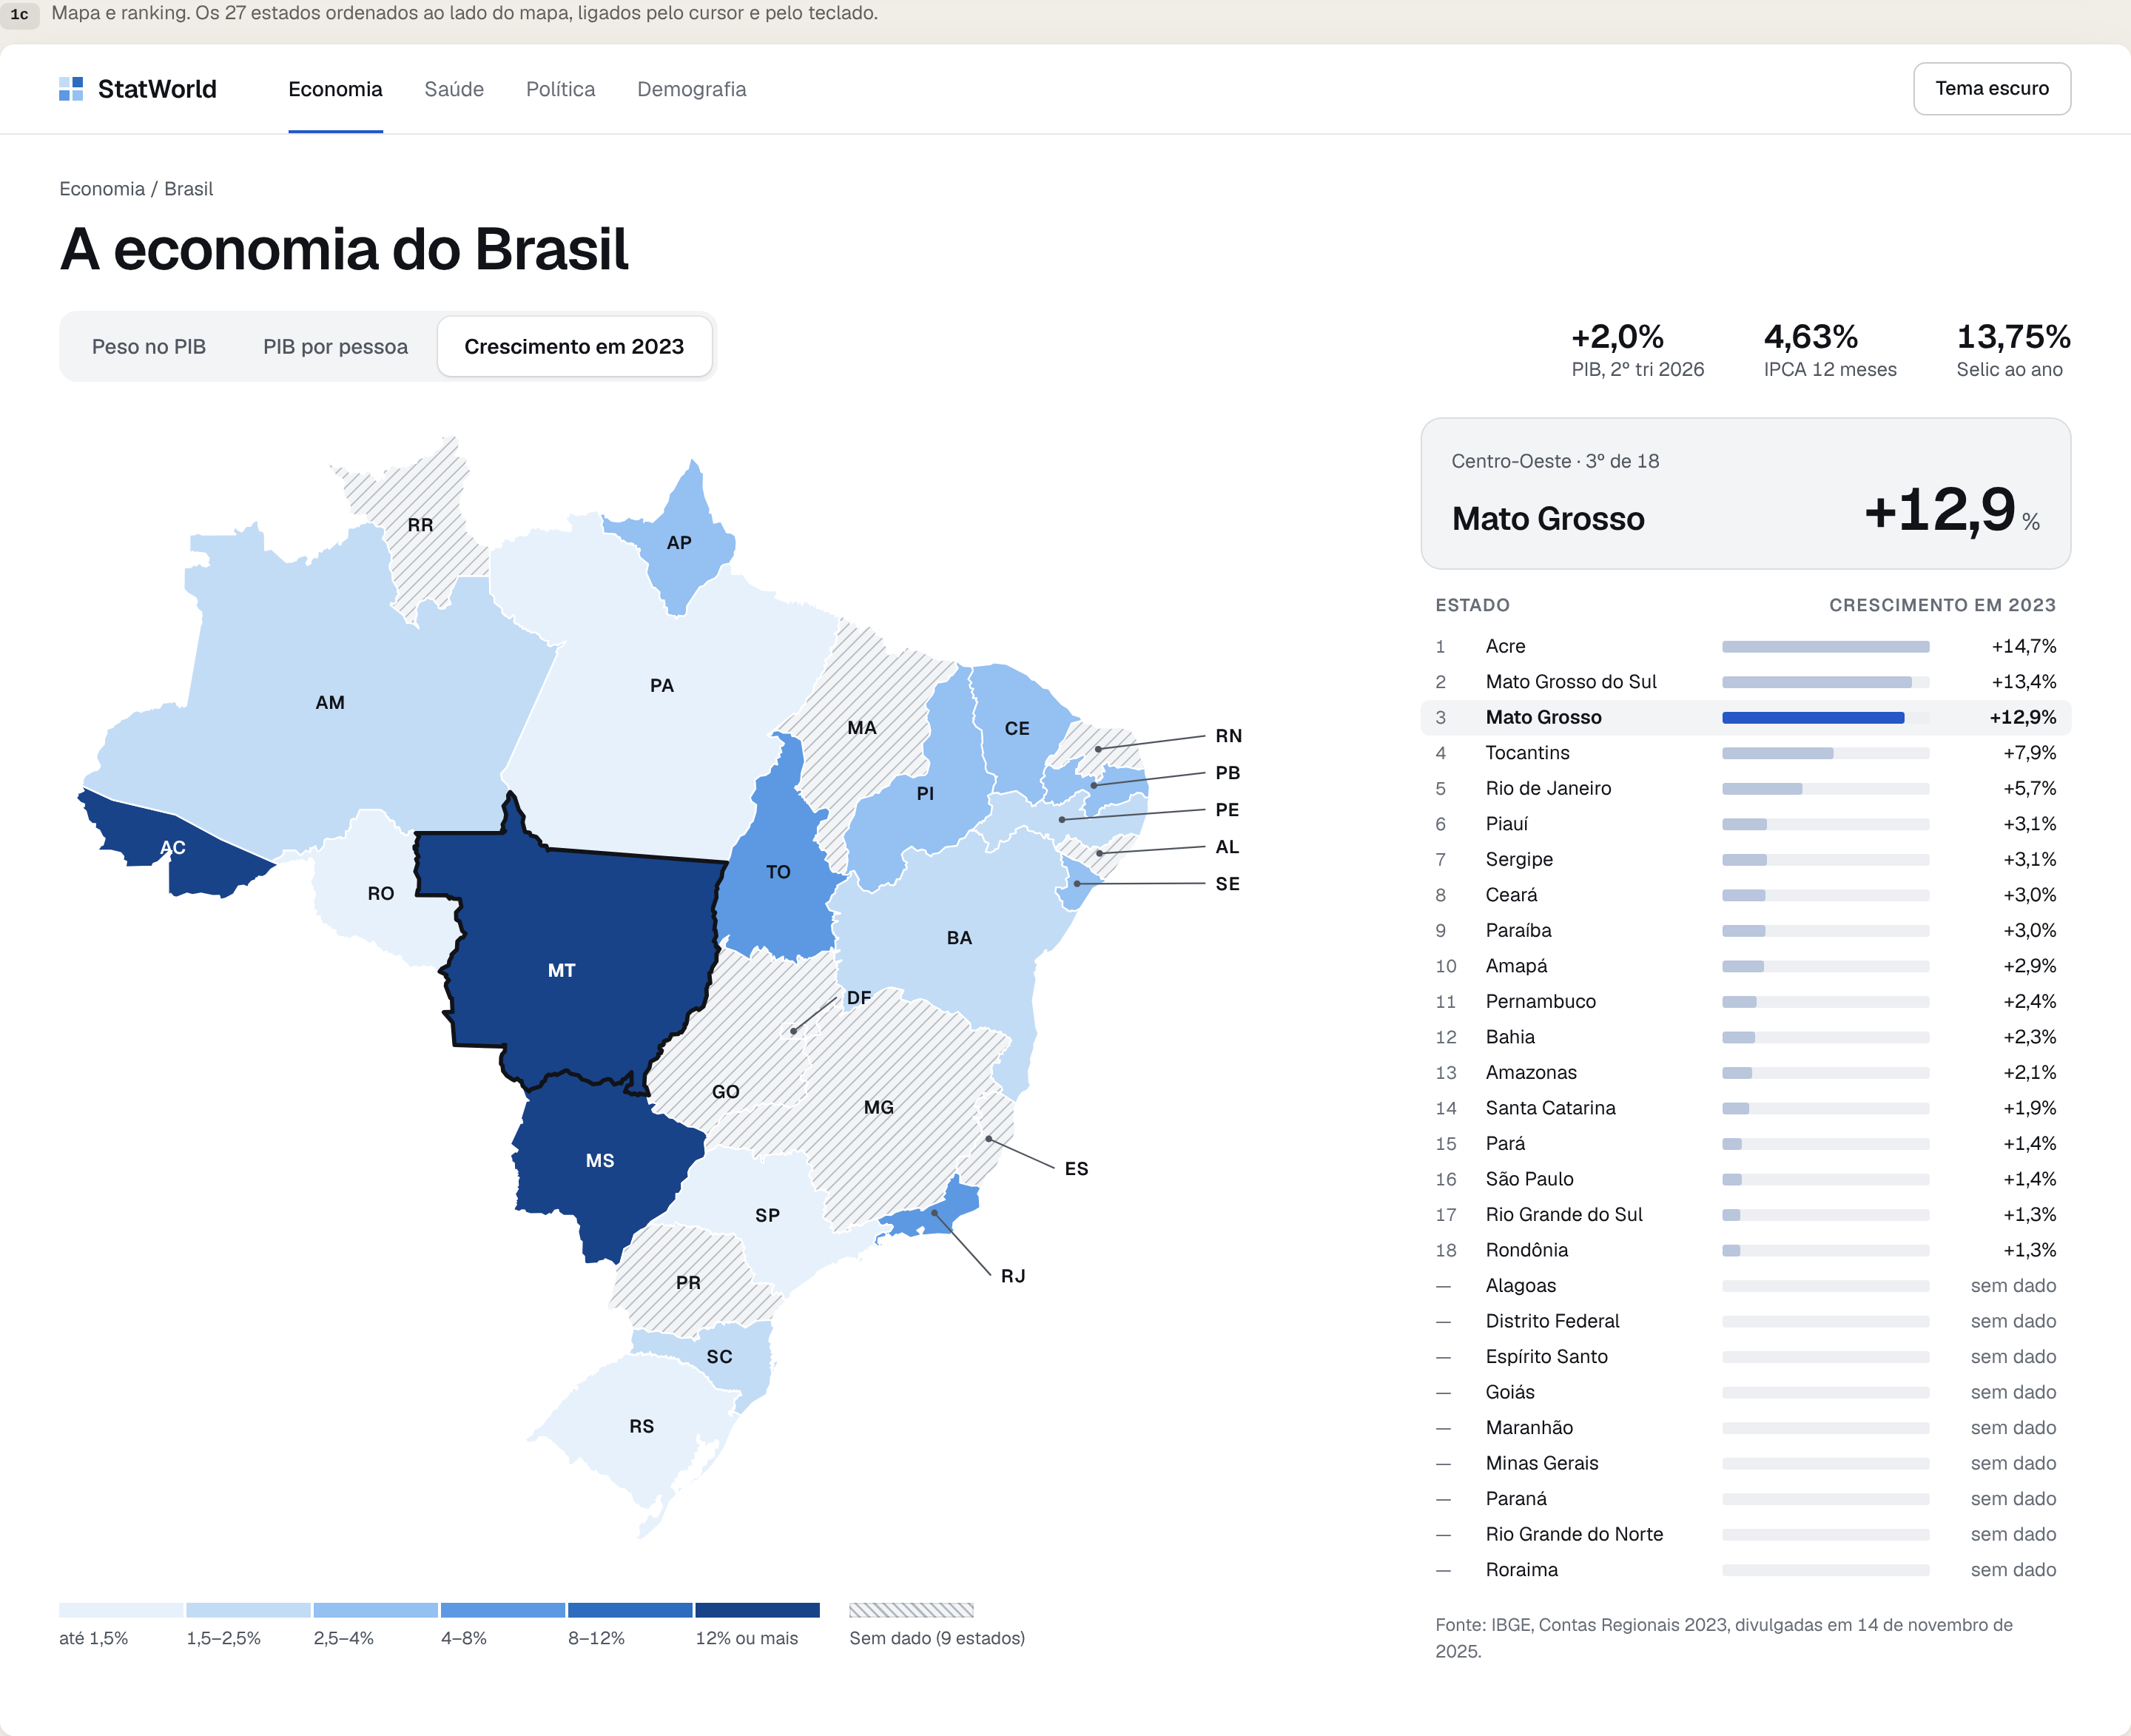 1c Mapa e ranking. Os 27 estados ordenados ao lado do mapa, ligados pelo cursor e pelo teclado.
StatWorld Economia Saúde Política Demografia Tema escuro
Economia / Brasil
A economia do Brasil
Peso no PIB PIB por pessoa Crescimento em 2023
+2,0% 4,63% 13,75%
PIB, 2º tri 2026 IPCA 12 meses Selic ao ano
RR
AP
AM
PA
MA
CE
RN
PB
PI
PE
AL
AC
TO
SE
RO
BA
MT
DF
GO
MG
MS
ES
SP
RJ
PR
SC
RS
até 1,5% 1,5–2,5% 2,5–4% 4–8% 8–12% 12% ou mais Sem dado (9 estados)
Centro-Oeste · 3º de 18
Mato Grosso +12,9 %
ESTADO CRESCIMENTO EM 2023
1 Acre +14,7%
2 Mato Grosso do Sul +13,4%
3 Mato Grosso +12,9%
4 Tocantins +7,9%
5 Rio de Janeiro +5,7%
6 Piauí +3,1%
7 Sergipe +3,1%
8 Ceará +3,0%
9 Paraíba +3,0%
10 Amapá +2,9%
11 Pernambuco +2,4%
12 Bahia +2,3%
13 Amazonas +2,1%
14 Santa Catarina +1,9%
15 Pará +1,4%
16 São Paulo +1,4%
17 Rio Grande do Sul +1,3%
18 Rondônia +1,3%
— Alagoas sem dado
— Distrito Federal sem dado
— Espírito Santo sem dado
— Goiás sem dado
— Maranhão sem dado
— Minas Gerais sem dado
— Paraná sem dado
— Rio Grande do Norte sem dado
— Roraima sem dado
Fonte: IBGE, Contas Regionais 2023, divulgadas em 14 de novembro de
2025.